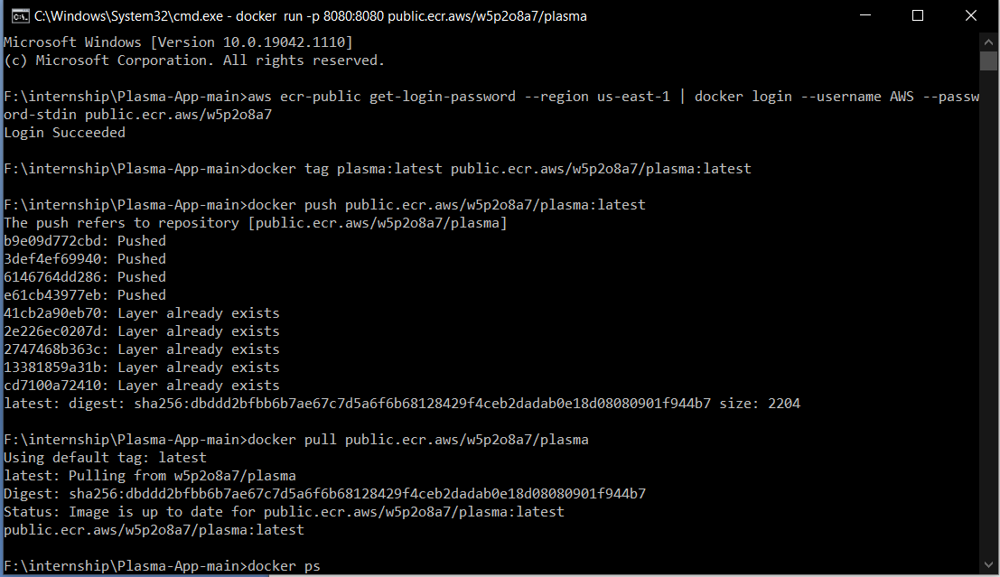 C:\Windows\System32\cmd.exe - docker run -p 8080:8080 public.ecr.aws/w5p2o8a7/plasma
Microsoft Windows [Version 10.0.19042.1110]
(c) Microsoft Corporation. All rights reserved.
F:\internship\Plasma-App-main>aws ecr-public get-login-password --region us-east-1 | docker login --username AWS --passw
ord-stdin public.ecr.aws/w5p2o8a7
Login Succeeded
F:\internship\Plasma-App-main>docker tag plasma:latest public.ecr.aws/w5p2o8a7/plasma:latest
F:\internship\Plasma-App-main>docker push public.ecr.aws/w5p2o8a7/plasma:latest
The push refers to repository [public.ecr.aws/w5p2o8a7/plasma]
b9e09d772cbd: Pushed
3def4ef69940: Pushed
6146764dd286: Pushed
e61cb43977eb: Pushed
41cb2a90eb70: Layer already exists
2e226ec0207d: Layer already exists
2747468b363c: Layer already exists
13381859a31b: Layer already exists
cd7100a72410: Layer already exists
latest: digest: sha256:dbddd2bfbb6b7ae67c7d5a6f6b68128429f4ceb2dadab0e18d08080901f944b7 size: 2204
F:\internship\Plasma-App-main>docker pull public.ecr.aws/w5p2o8a7/plasma
Using default tag: latest
latest: Pulling from w5p2o8a7/plasma
Digest: sha256:dbddd2bfbb6b7ae67c7d5a6f6b68128429f4ceb2dadab0e18d08080901f944b7
Status: Image is up to date for public.ecr.aws/w5p2o8a7/plasma:latest
public.ecr.aws/w5p2o8a7/plasma:latest
F:\internship\Plasma-App-main>docker ps